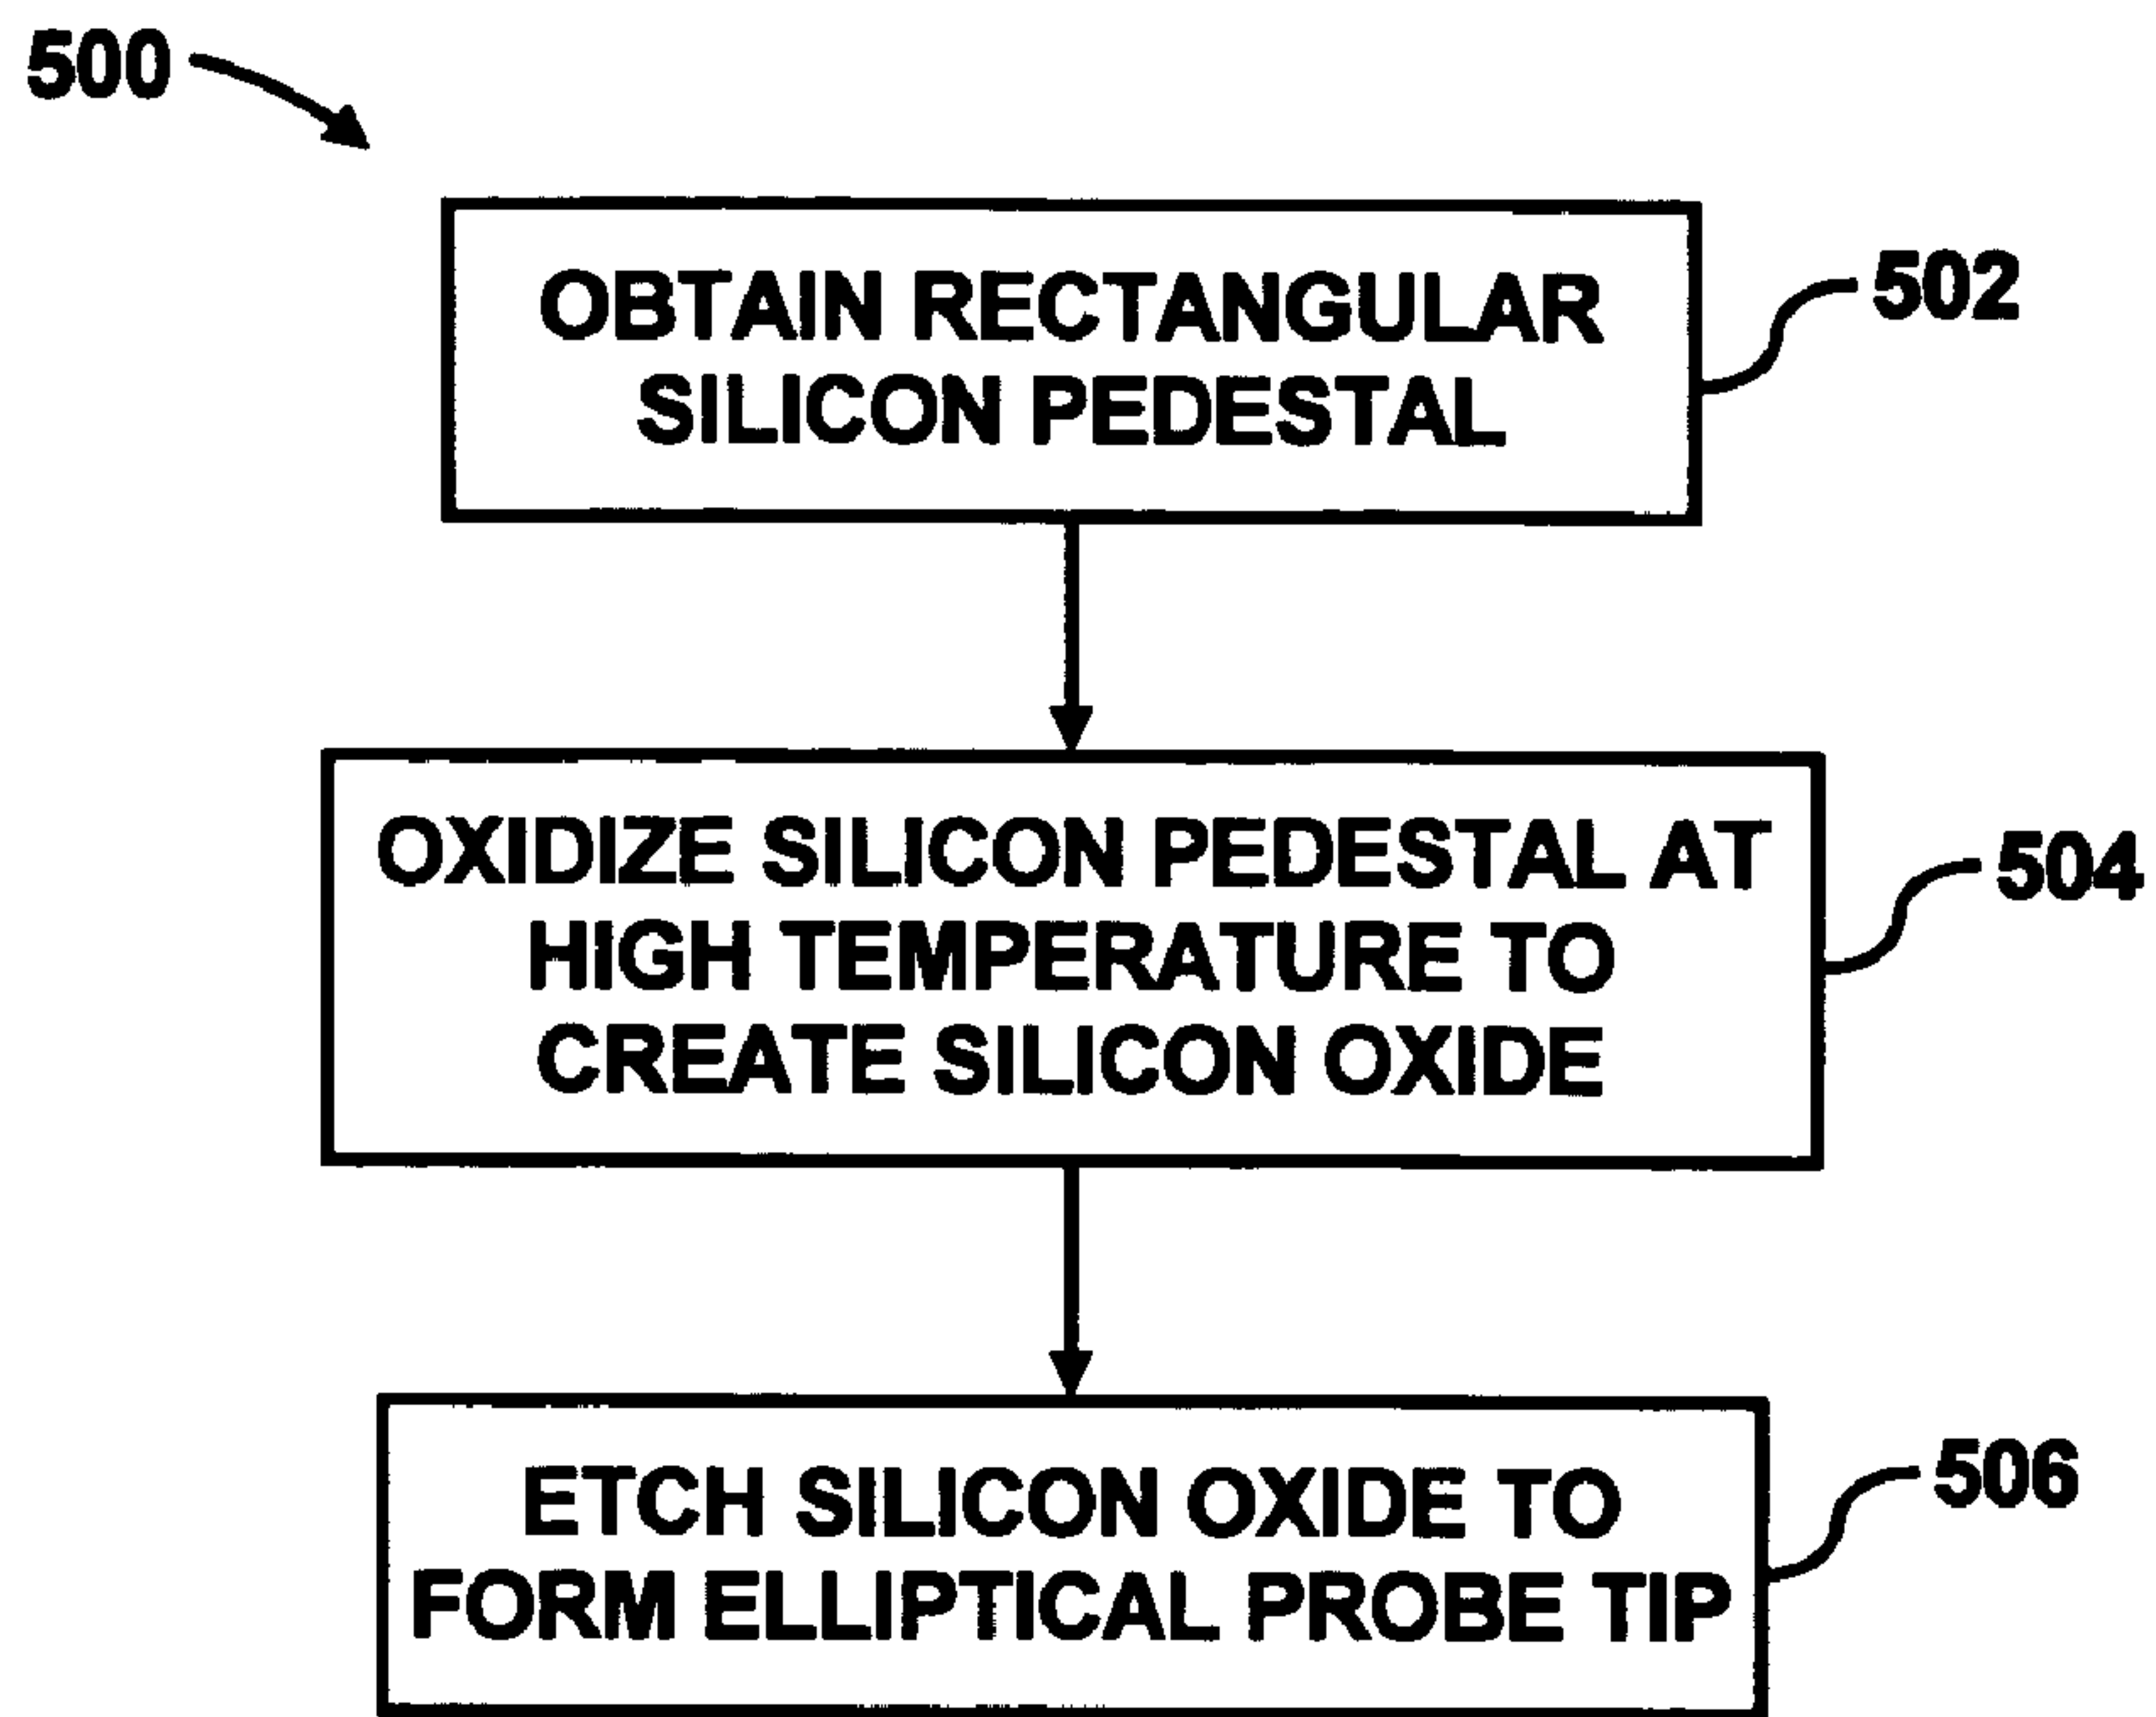 500
OBTAIN RECTANGULAR
SILICON PEDESTAL
502
OXIDIZE SILICON PEDESTAL AT
HIGH TEMPERATURE TO
CREATE SILICON OXIDE
504
ETCH SILICON OXIDE TO
FORM ELLIPTICAL PROBE TIP
506